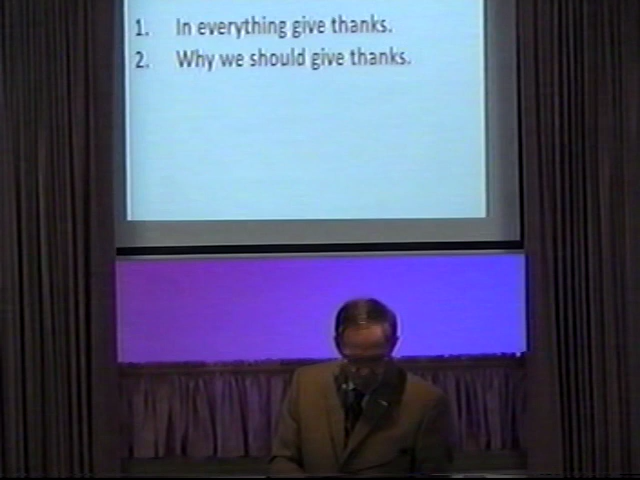 1. In everything give thanks.
2. Why we should give thanks.